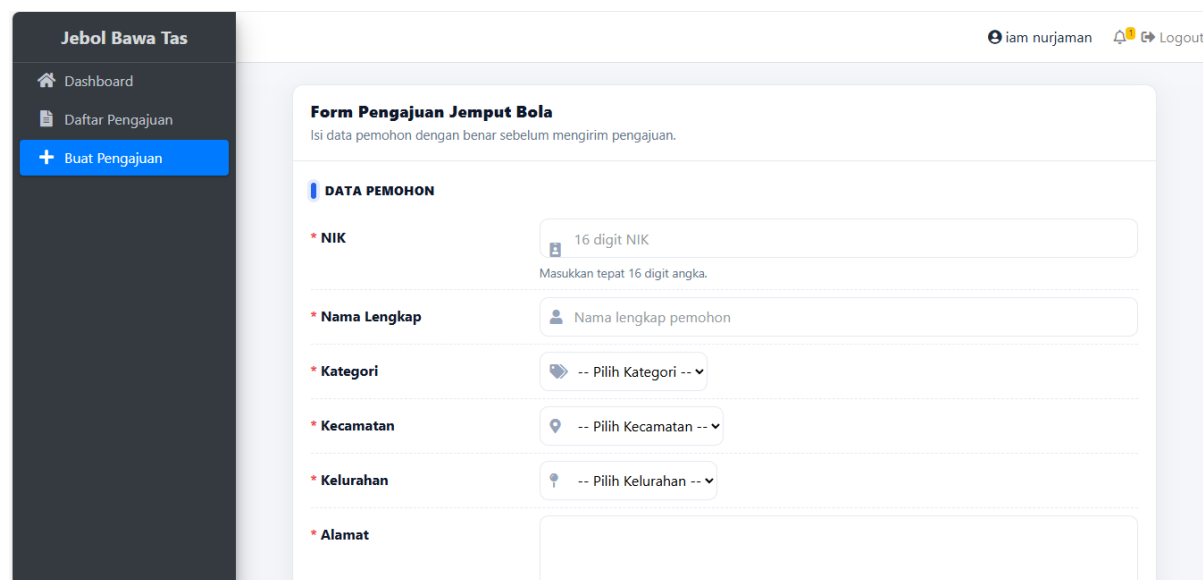 Jebol Bawa Tas
iam nurjaman 1 Logout
Dashboard
Daftar Pengajuan
Buat Pengajuan
Form Pengajuan Jemput Bola
Isi data pemohon dengan benar sebelum mengirim pengajuan.
DATA PEMOHON
* NIK 16 digit NIK
Masukkan tepat 16 digit angka.
* Nama Lengkap Nama lengkap pemohon
* Kategori -- Pilih Kategori --
* Kecamatan -- Pilih Kecamatan --
* Kelurahan -- Pilih Kelurahan --
* Alamat